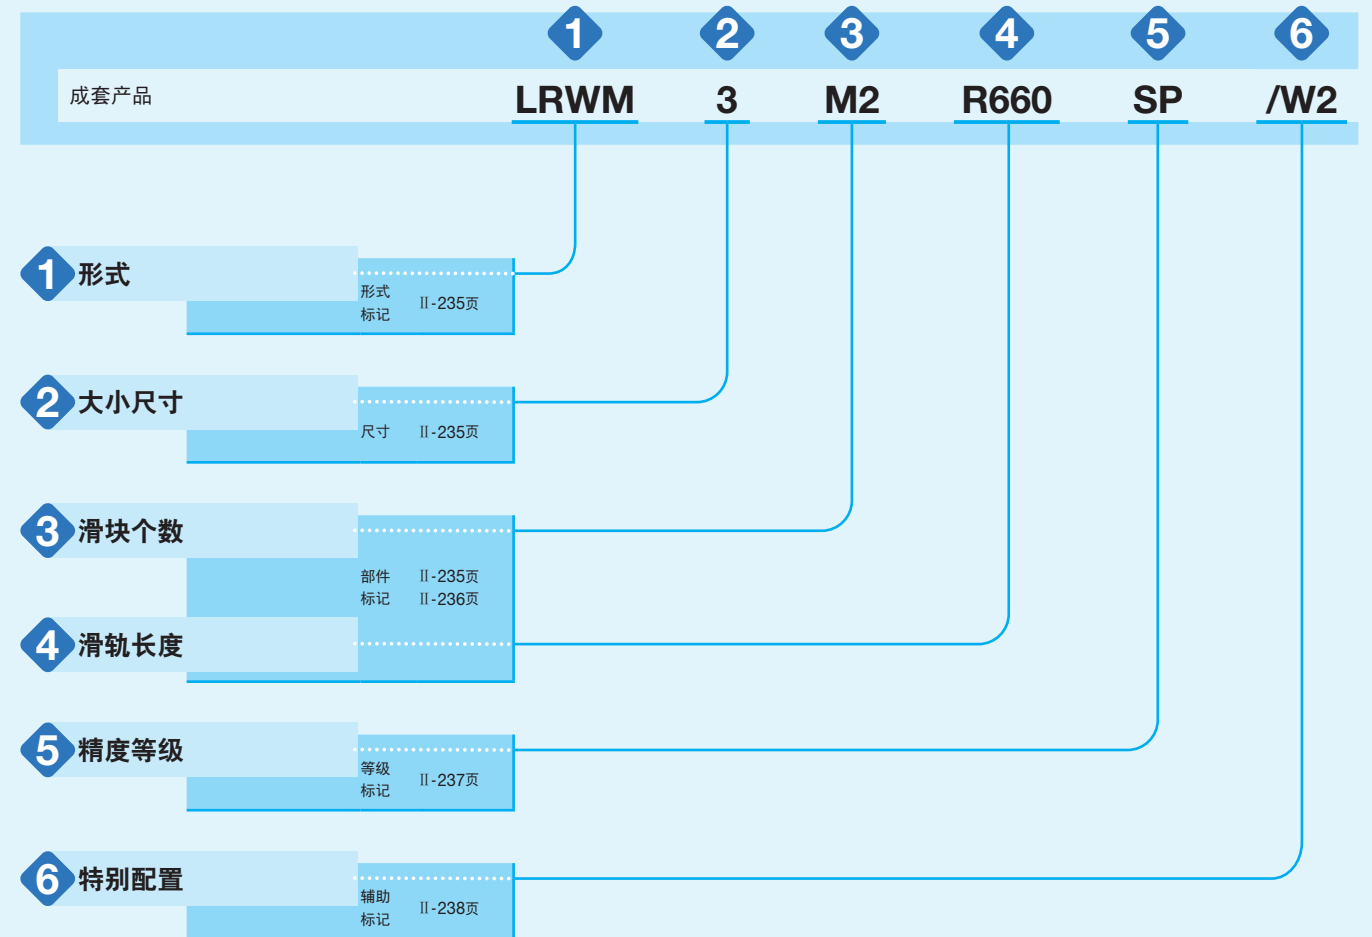 1 2 3 4 5 6
成套产品 LRWM 3 M2 R660 SP /W2
1 形式
形式
标记 Ⅱ-235页
2 大小尺寸
尺寸 Ⅱ-235页
3 滑块个数
部件 Ⅱ-235页
标记 Ⅱ-236页
4 滑轨长度
5 精度等级
等级
标记 Ⅱ-237页
6 特别配置
辅助
标记 Ⅱ-238页